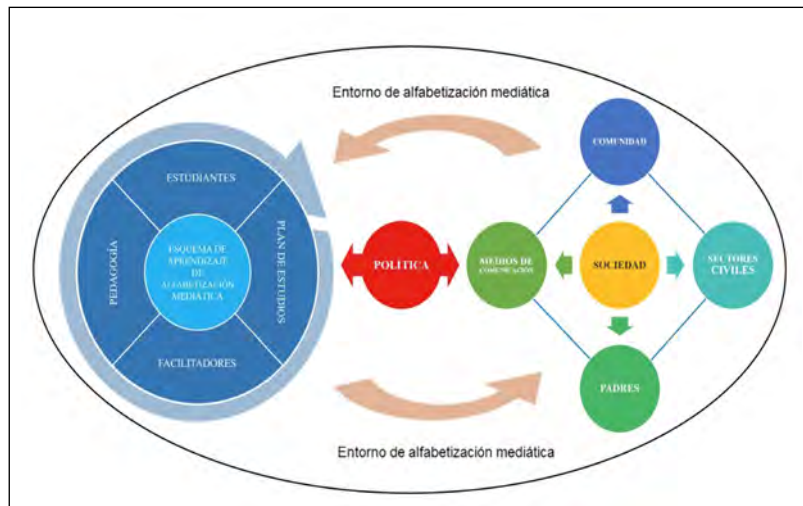 Entorno de alfabetización mediática
COMUNIDAD
ESTUDIANTES
PEDAGOGÍA
ESQUEMA DE
APRENDIZAJE
DE
ALFABETIZACIÓN
MEDIÁTICA
PLAN DE ESTUDIOS
FACILITADORES
POLÍTICA
MEDIOS DE
COMUNICACIÓN
SOCIEDAD
SECTORES
CIVILES
PADRES
Entorno de alfabetización mediática